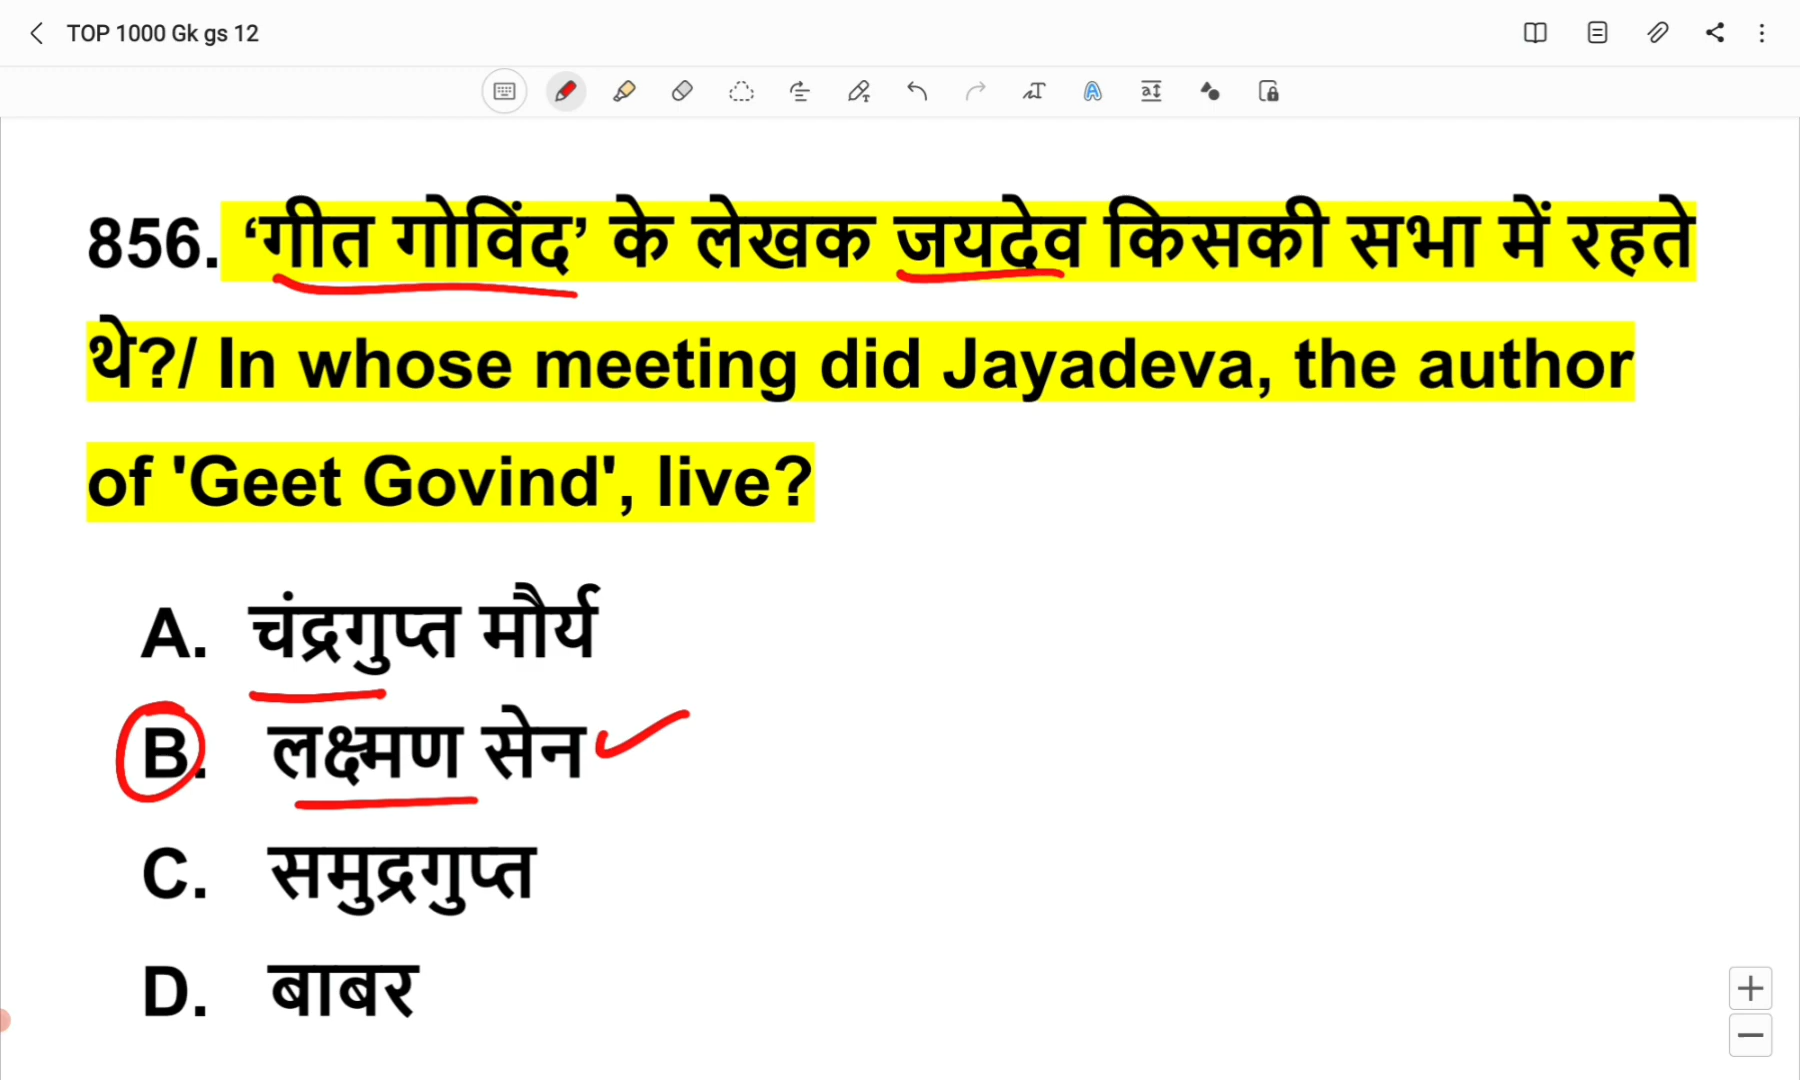 TOP 1000 Gk gs 12
856. ‘गीत गोविंद’ के लेखक जयदेव किसकी सभा में रहते
थे?/ In whose meeting did Jayadeva, the author
of 'Geet Govind', live?
A. चंद्रगुप्त मौर्य
B. लक्ष्मण सेन
C. समुद्रगुप्त
D. बाबर